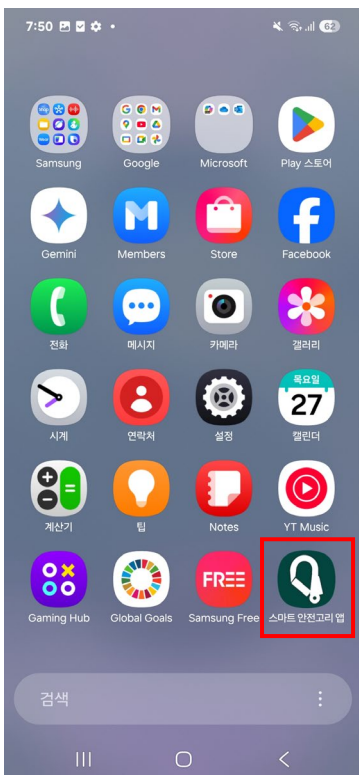 7:50
62
Samsung Google Microsoft Play 스토어
Gemini Members Store Facebook
전화 메시지 카메라 갤러리
목요일
27
시계 연락처 설정 캘린더
계산기 팁 Notes YT Music
FREE
Gaming Hub Global Goals Samsung Free 스마트 안전고리 앱
검색